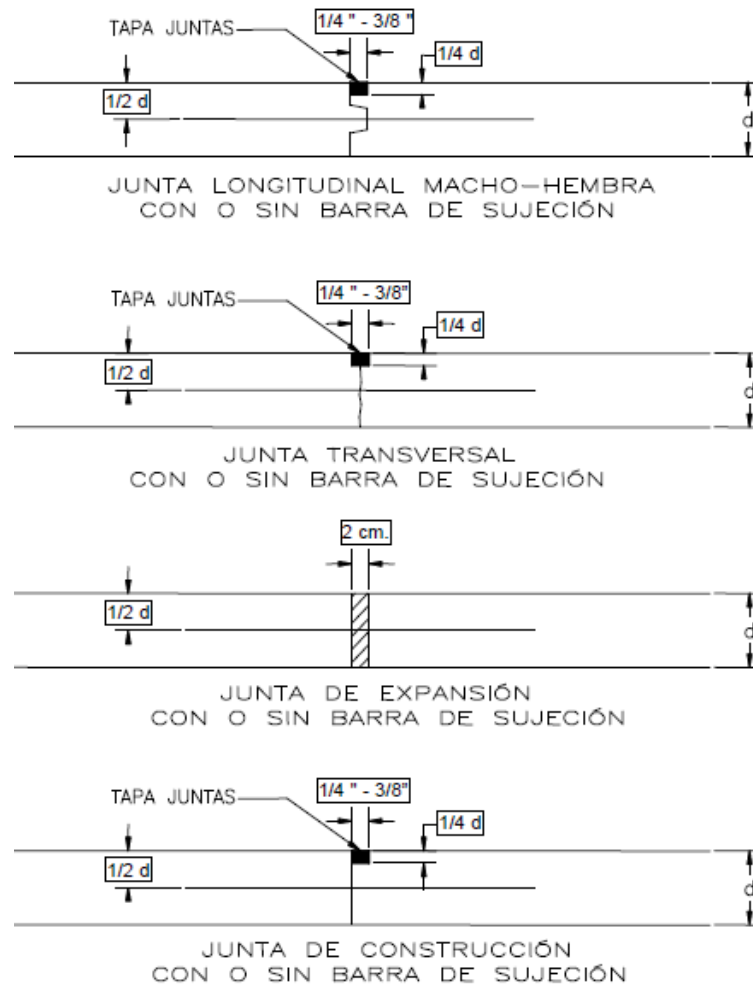 1/4 " - 3/8 "
TAPA JUNTAS
1/4 d
1/2 d
d
JUNTA LONGITUDINAL MACHO-HEMBRA
CON O SIN BARRA DE SUJECIÓN
1/4 " - 3/8"
TAPA JUNTAS
1/4 d
1/2 d
d
JUNTA TRANSVERSAL
CON O SIN BARRA DE SUJECIÓN
2 cm.
1/2 d
d
JUNTA DE EXPANSIÓN
CON O SIN BARRA DE SUJECIÓN
1/4 " - 3/8"
TAPA JUNTAS
1/4 d
1/2 d
d
JUNTA DE CONSTRUCCIÓN
CON O SIN BARRA DE SUJECIÓN